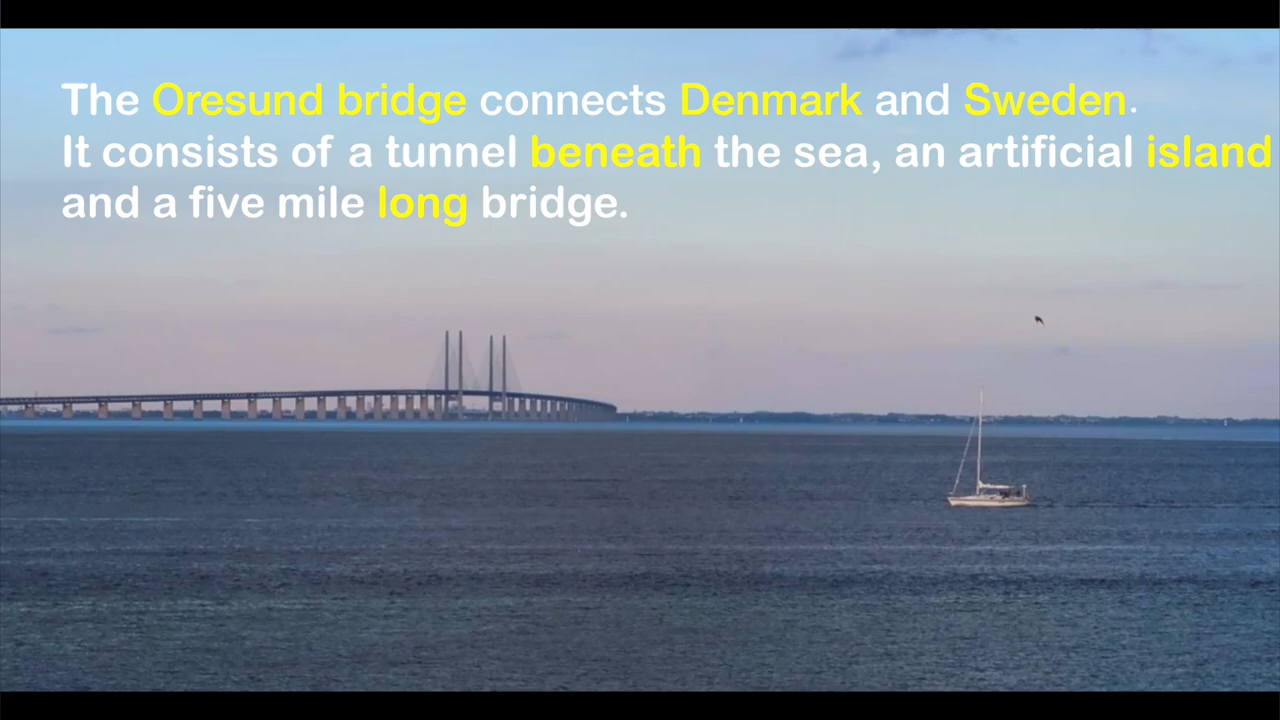 The Oresund bridge connects Denmark and Sweden.
It consists of a tunnel beneath the sea, an artificial island
and a five mile long bridge.